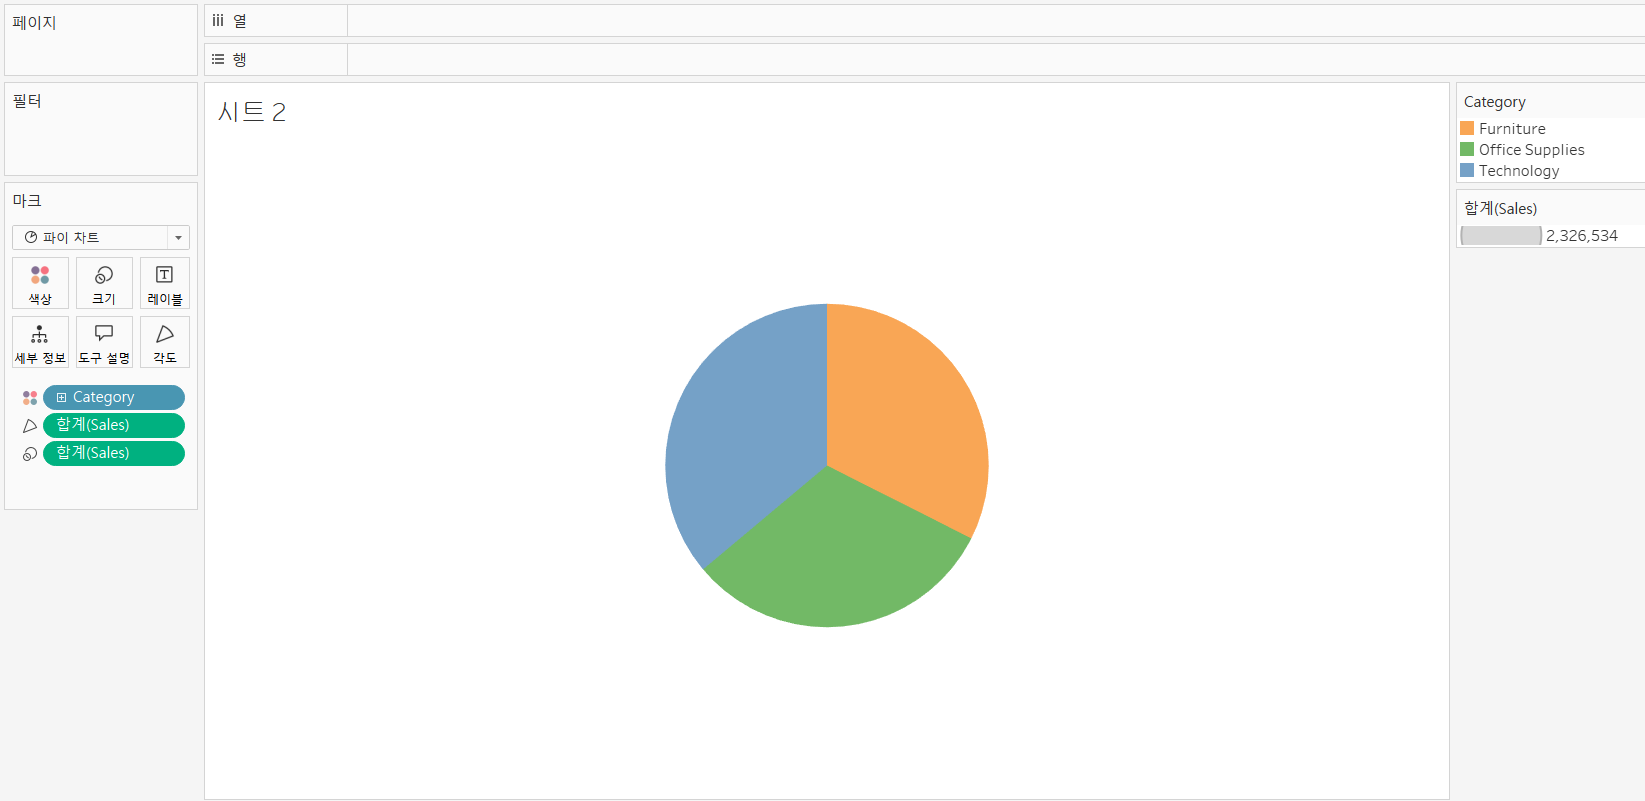 페이지
열
행
필터
마크
파이 차트
색상
크기
레이블
세부 정보
도구 설명
각도
Category
합계(Sales)
합계(Sales)
시트 2
Category
Furniture
Office Supplies
Technology
합계(Sales)
2,326,534